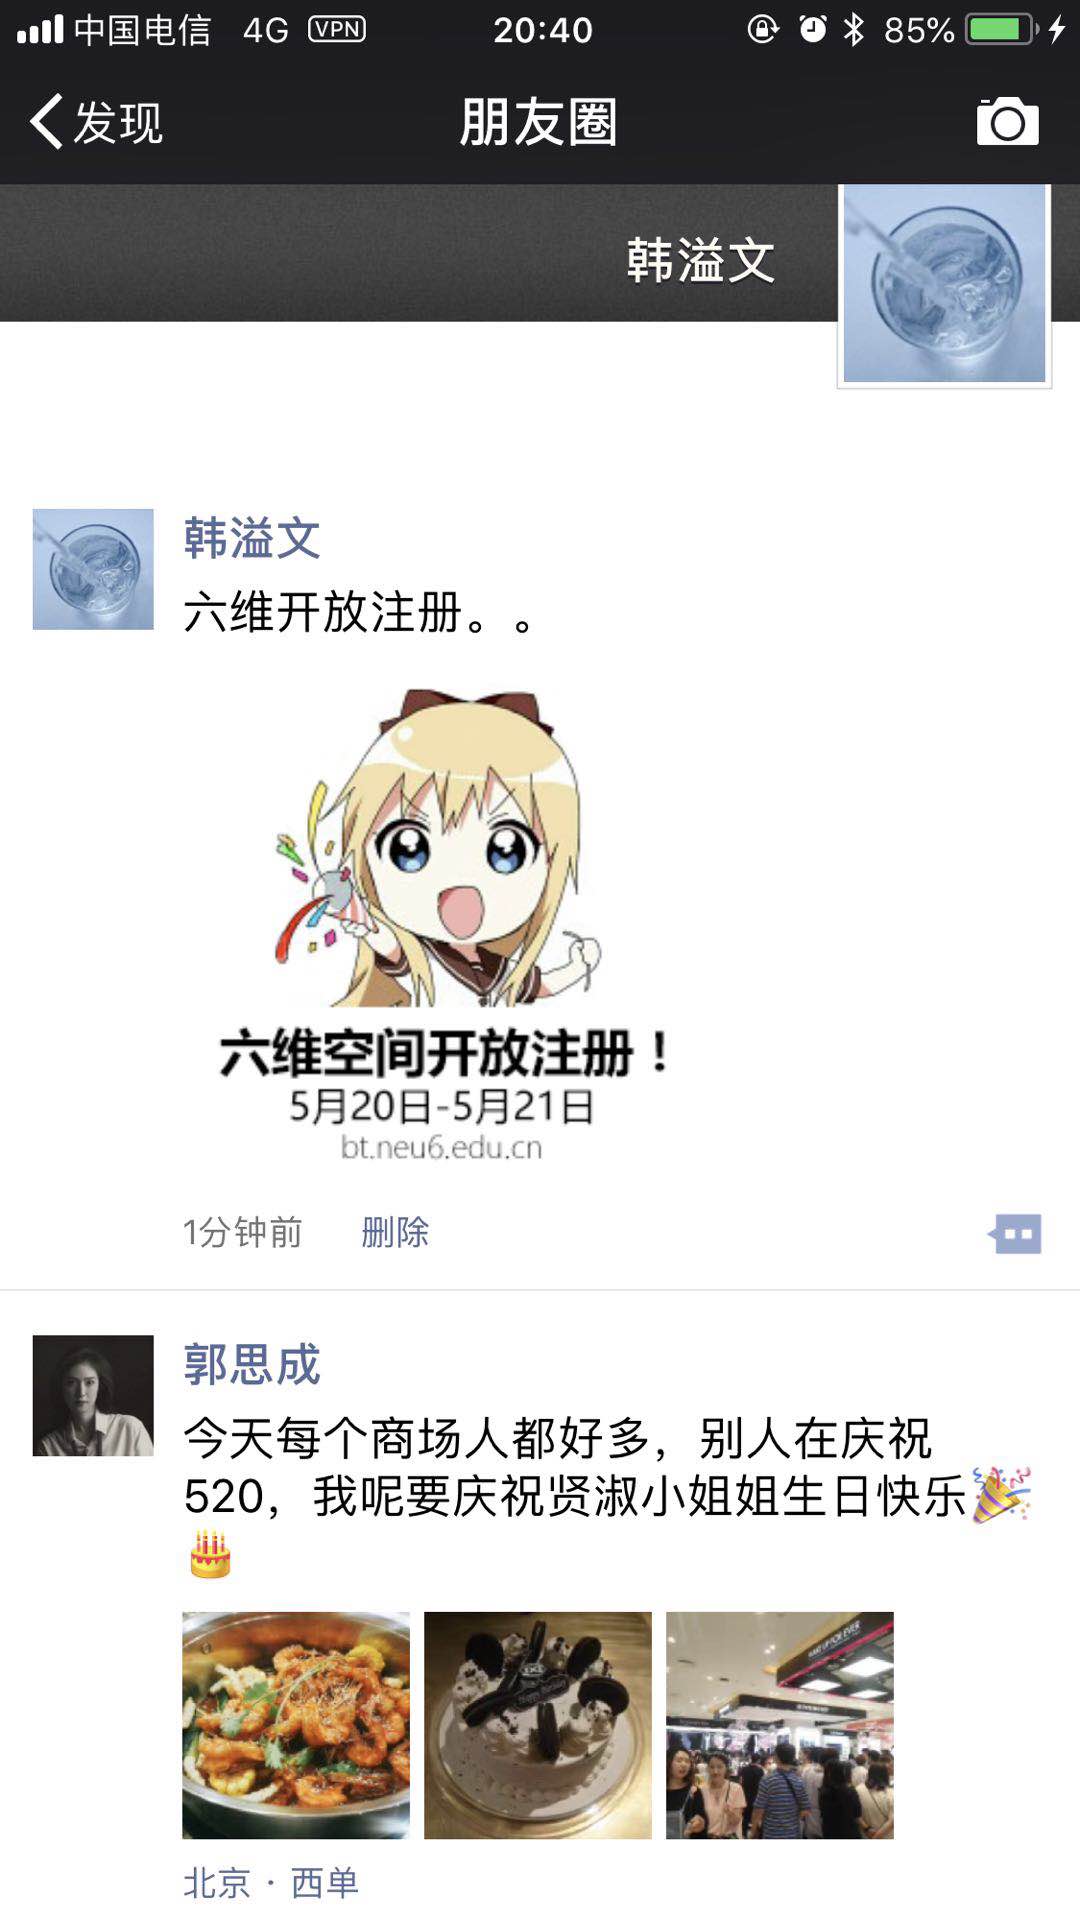 中国电信 4G VPN 20:40 85%
发现 朋友圈
韩溢文
韩溢文
六维开放注册。。
六维空间开放注册！
5月20日-5月21日
bt.neu6.edu.cn
1分钟前 删除
郭思成
今天每个商场人都好多，别人在庆祝
520，我呢要庆祝贤淑小姐姐生日快乐🎉
🎂
MAKE UP FOR EVER
北京 · 西单